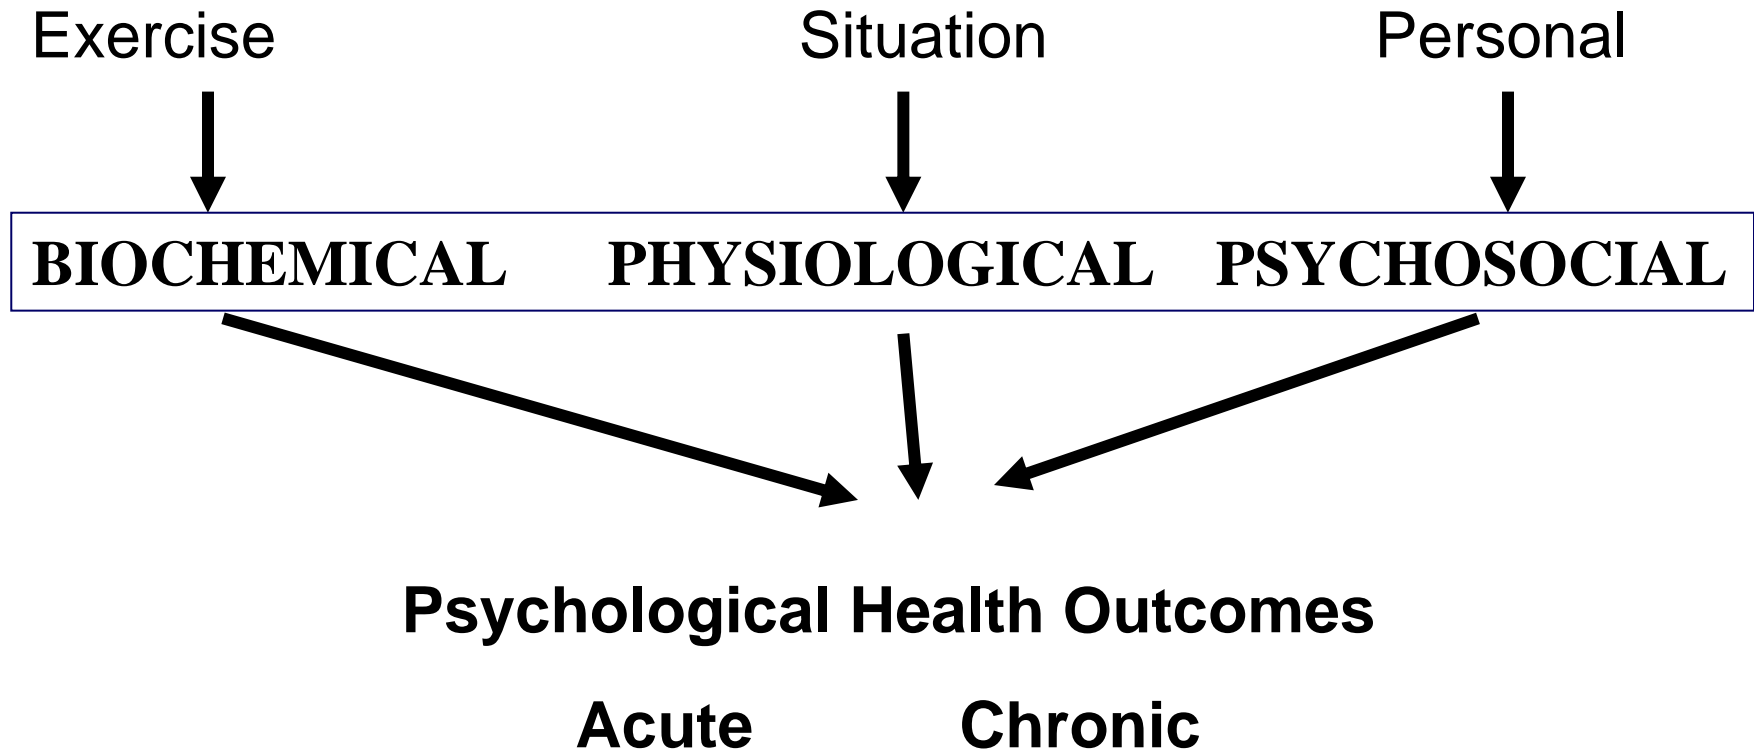 Exercise Situation Personal
BIOCHEMICAL PHYSIOLOGICAL PSYCHOSOCIAL
Psychological Health Outcomes
Acute Chronic